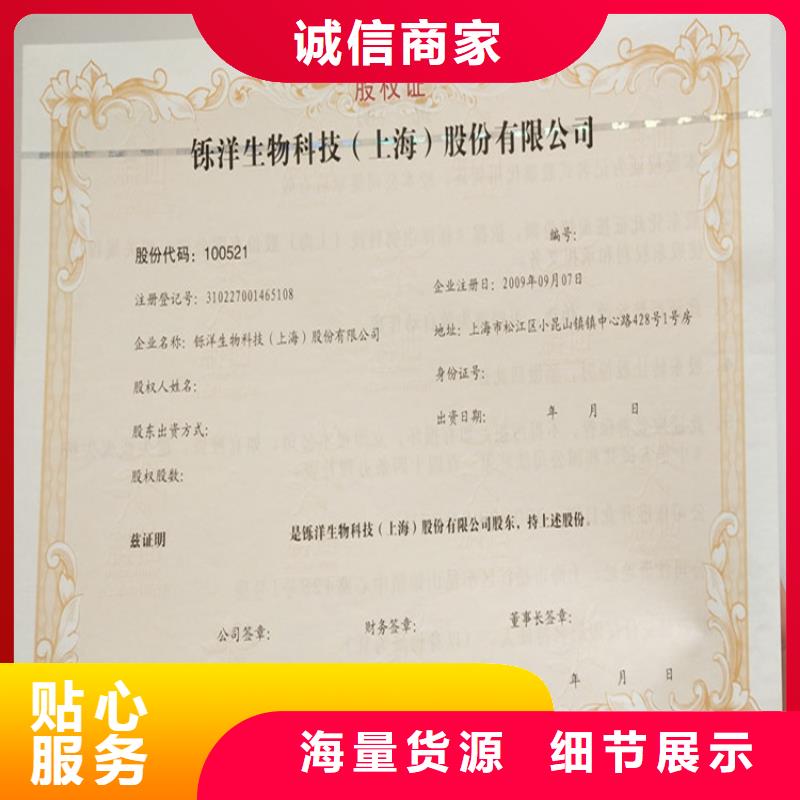 诚信商家
股权证
铄洋生物科技（上海）股份有限公司
编号：
股份代码：100521
注册登记号：310227001465108
企业注册日：2009年09月07日
企业名称：铄洋生物科技（上海）股份有限公司
地址：上海市松江区小昆山镇镇中心路428号1号房
股权人姓名：
身份证号：
股东出资方式：
出资日期： 年 月 日
股权股数：
兹证明 是铄洋生物科技（上海）股份有限公司股东，持上述股份。
公司签章： 财务签章： 董事长签章：
年 月 日
贴心
服务
海量货源 细节展示